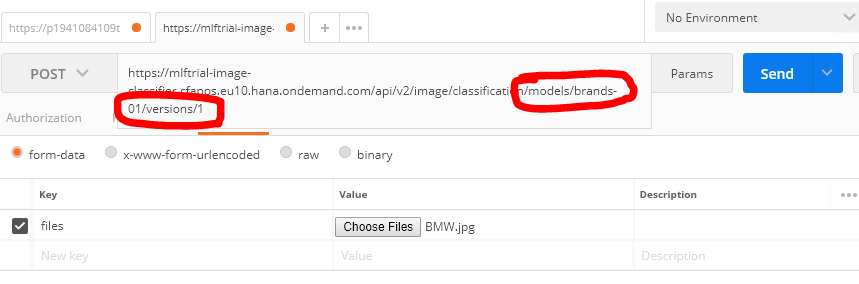 https://p1941084109t
https://mlftrial-image-
+
•••
No Environment
POST
https://mlftrial-image-
classifier.cfapps.eu10.hana.ondemand.com/api/v2/image/classification/models/brands-
01/versions/1
Params
Send
Authorization
form-data
x-www-form-urlencoded
raw
binary
Key Value Description •••
files Choose Files BMW.jpg
New key Value Description